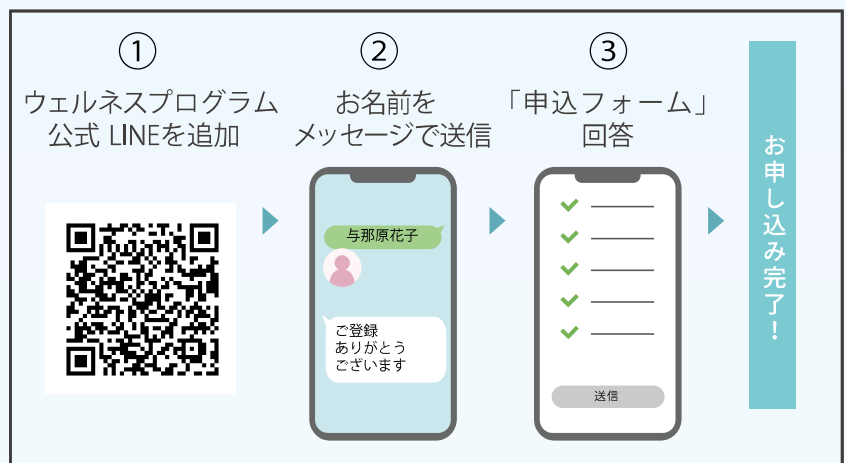 ①
ウェルネスプログラム
公式 LINEを追加
②
お名前を
メッセージで送信
与那原花子
ご登録
ありがとう
ございます
③
「申込フォーム」
回答
送信
お申し込み完了！